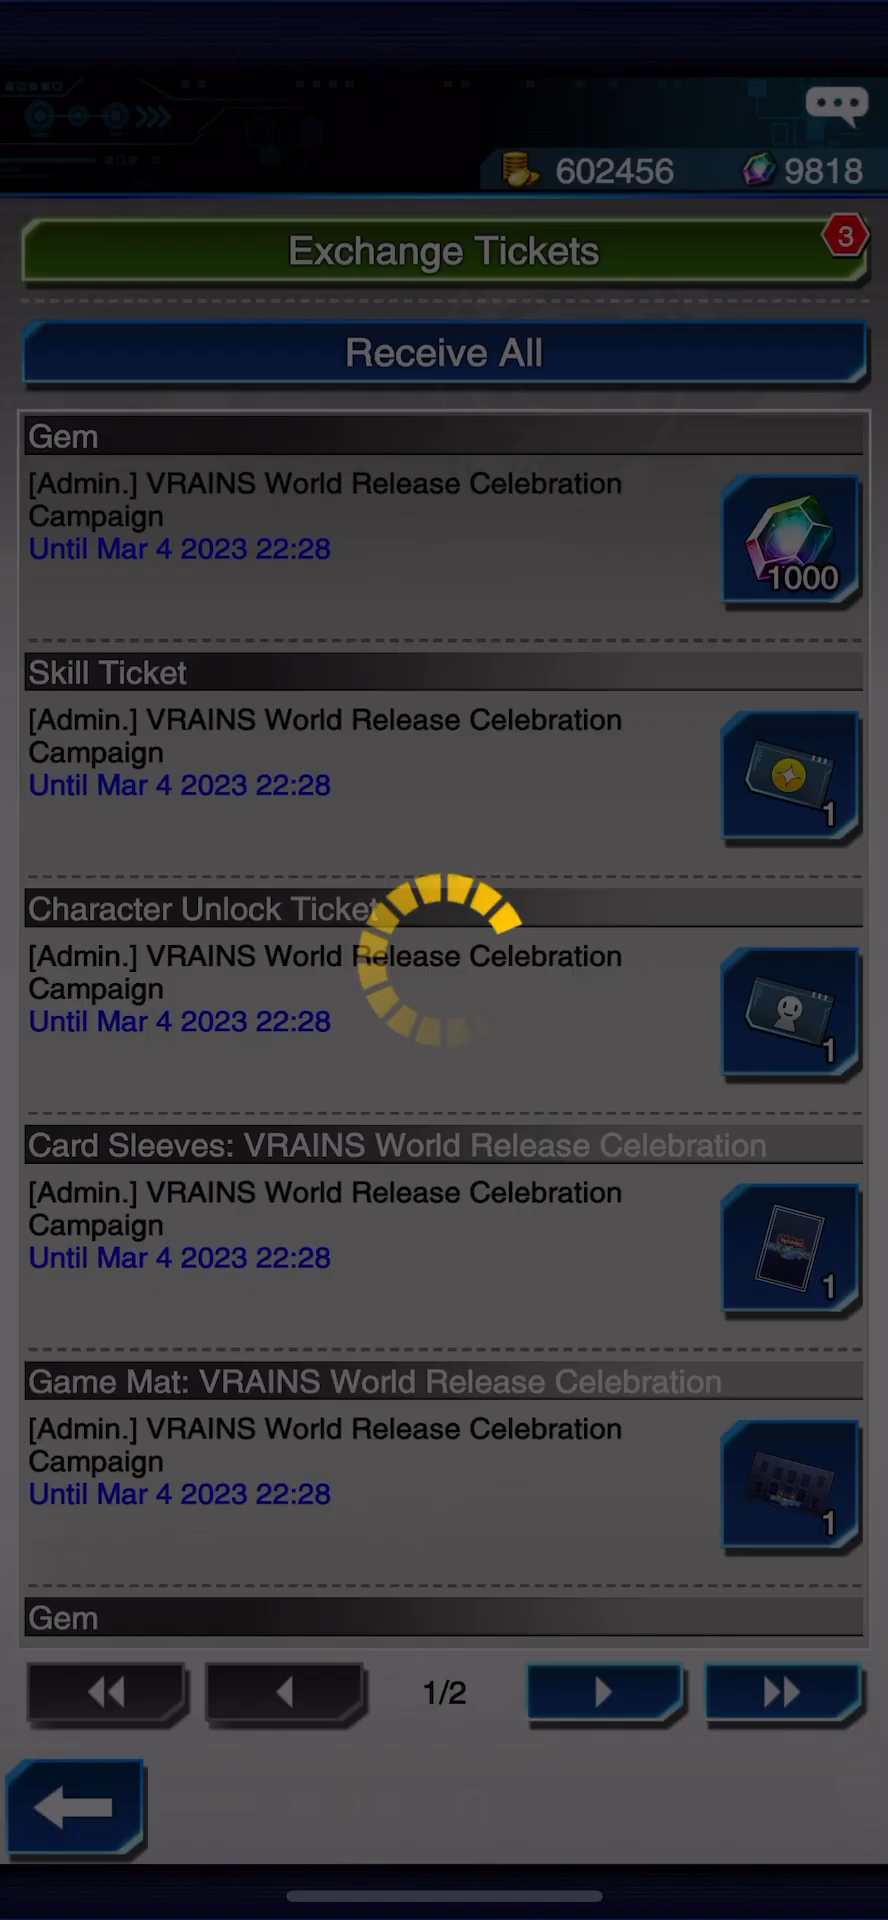 602456
9818
Exchange Tickets
3
Receive All
Gem
[Admin.] VRAINS World Release Celebration
Campaign
Until Mar 4 2023 22:28
1000
Skill Ticket
[Admin.] VRAINS World Release Celebration
Campaign
Until Mar 4 2023 22:28
1
Character Unlock Ticket
[Admin.] VRAINS World Release Celebration
Campaign
Until Mar 4 2023 22:28
1
Card Sleeves: VRAINS World Release Celebration
[Admin.] VRAINS World Release Celebration
Campaign
Until Mar 4 2023 22:28
1
Game Mat: VRAINS World Release Celebration
[Admin.] VRAINS World Release Celebration
Campaign
Until Mar 4 2023 22:28
1
Gem
1/2